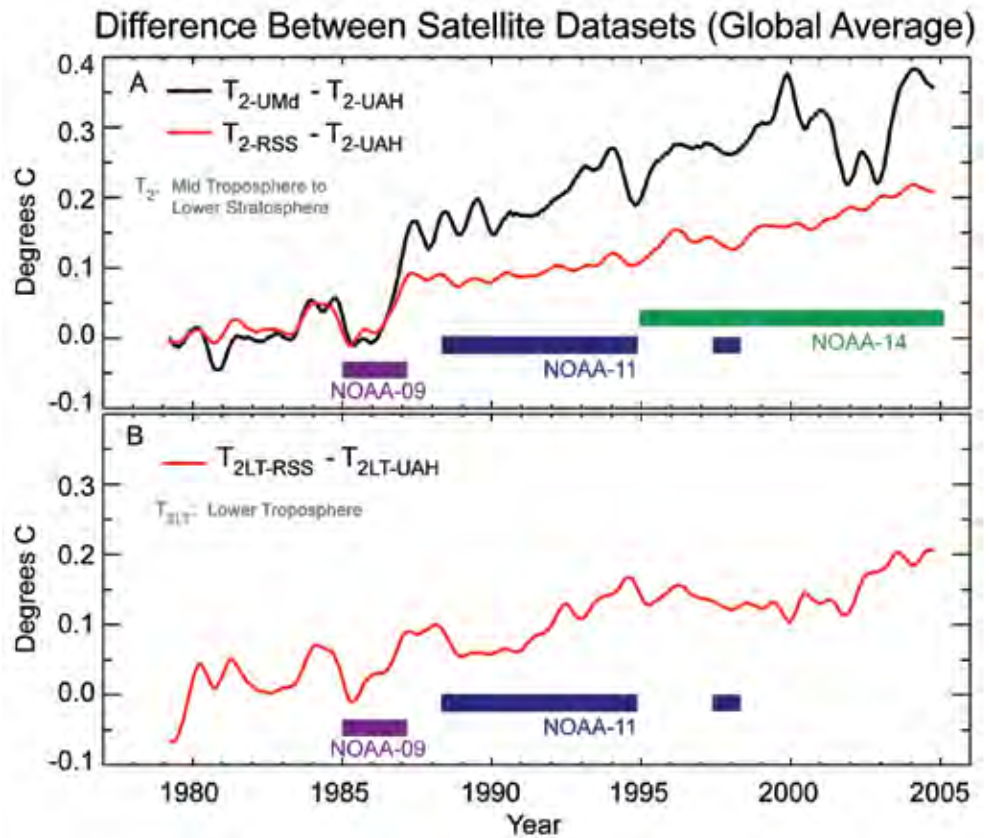 Difference Between Satellite Datasets (Global Average)
A
T2-UMd - T2-UAH
T2-RSS - T2-UAH
T2: Mid Troposphere to
Lower Stratosphere
Degrees C
0.4
0.3
0.2
0.1
0.0
-0.1
NOAA-09
NOAA-11
NOAA-14
B
T2LT-RSS - T2LT-UAH
T2LT: Lower Troposphere
Degrees C
0.3
0.2
0.1
0.0
-0.1
NOAA-09
NOAA-11
1980 1985 1990 1995 2000 2005
Year